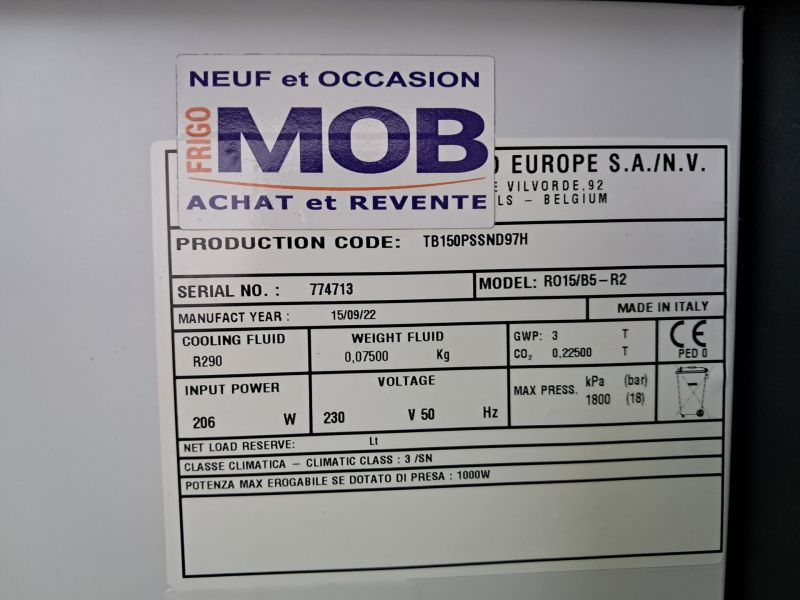 NEUF et OCCASION
FRIGO
MOB
ACHAT et REVENTE
EUROPE S.A./N.V.
VILVORDE,92
BELGIUM
PRODUCTION CODE: TB150PSSND97H
SERIAL NO. : 774713
MODEL: RO15/B5-R2
MANUFACT YEAR : 15/09/22
MADE IN ITALY
COOLING FLUID
R290
WEIGHT FLUID
0,07500 Kg
GWP: 3 T
CO₂ 0,22500 T
CE
PED 0
INPUT POWER
206 W
VOLTAGE
230 V 50 Hz
MAX PRESS. kPa (bar)
1800 (18)
NET LOAD RESERVE: Lt
CLASSE CLIMATICA - CLIMATIC CLASS : 3 /SN
POTENZA MAX EROGABILE SE DOTATO DI PRESA : 1000W